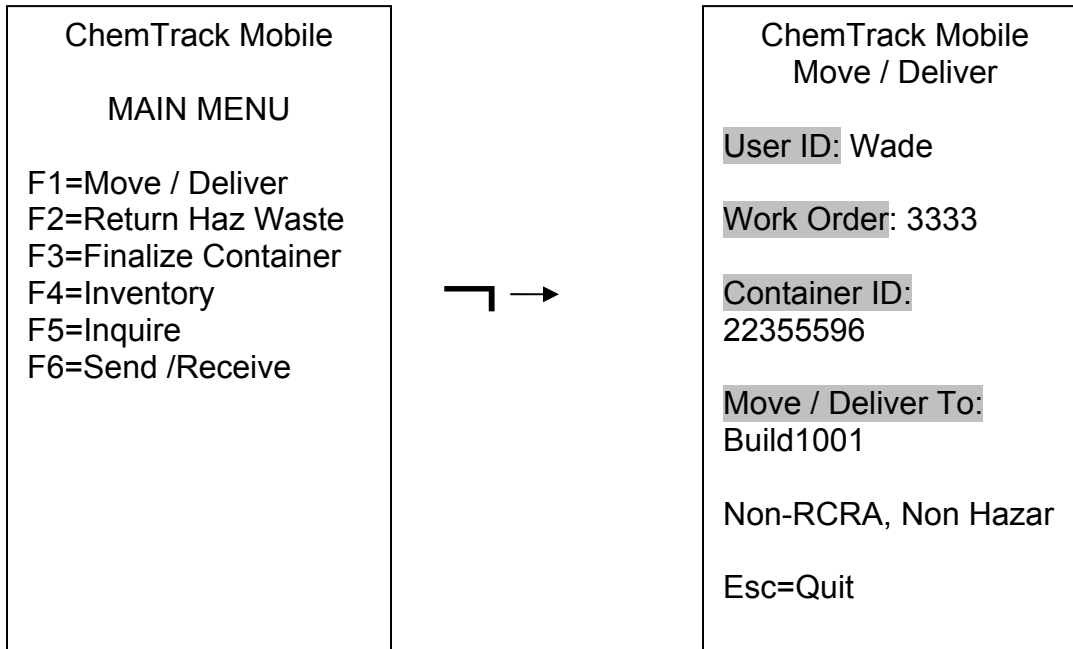 ChemTrack Mobile
MAIN MENU
F1=Move / Deliver
F2=Return Haz Waste
F3=Finalize Container
F4=Inventory
F5=Inquire
F6=Send /Receive
ChemTrack Mobile
Move / Deliver
User ID: Wade
Work Order: 3333
Container ID:
22355596
Move / Deliver To:
Build1001
Non-RCRA, Non Hazar
Esc=Quit